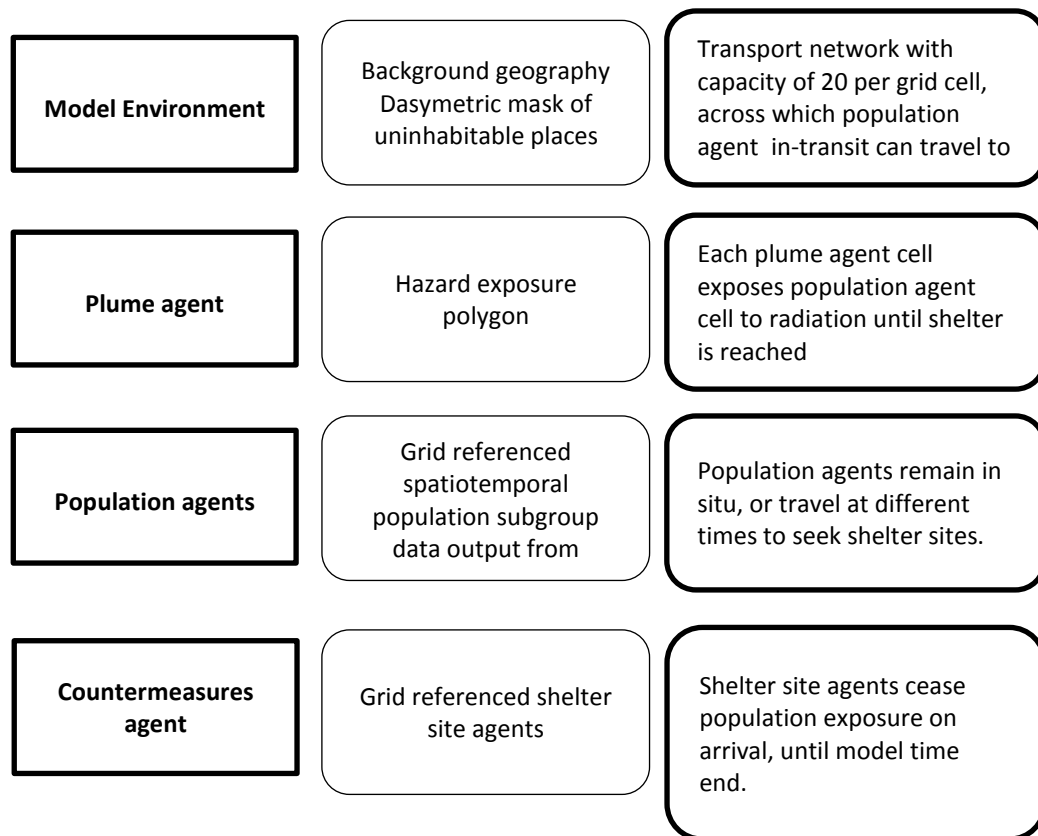 Model Environment
Background geography
Dasymetric mask of
uninhabitable places
Transport network with
capacity of 20 per grid cell,
across which population
agent  in-transit can travel to
Plume agent
Hazard exposure
polygon
Each plume agent cell
exposes population agent
cell to radiation until shelter
is reached
Population agents
Grid referenced
spatiotemporal
population subgroup
data output from
Population agents remain in
situ, or travel at different
times to seek shelter sites.
Countermeasures
agent
Grid referenced shelter
site agents
Shelter site agents cease
population exposure on
arrival, until model time
end.